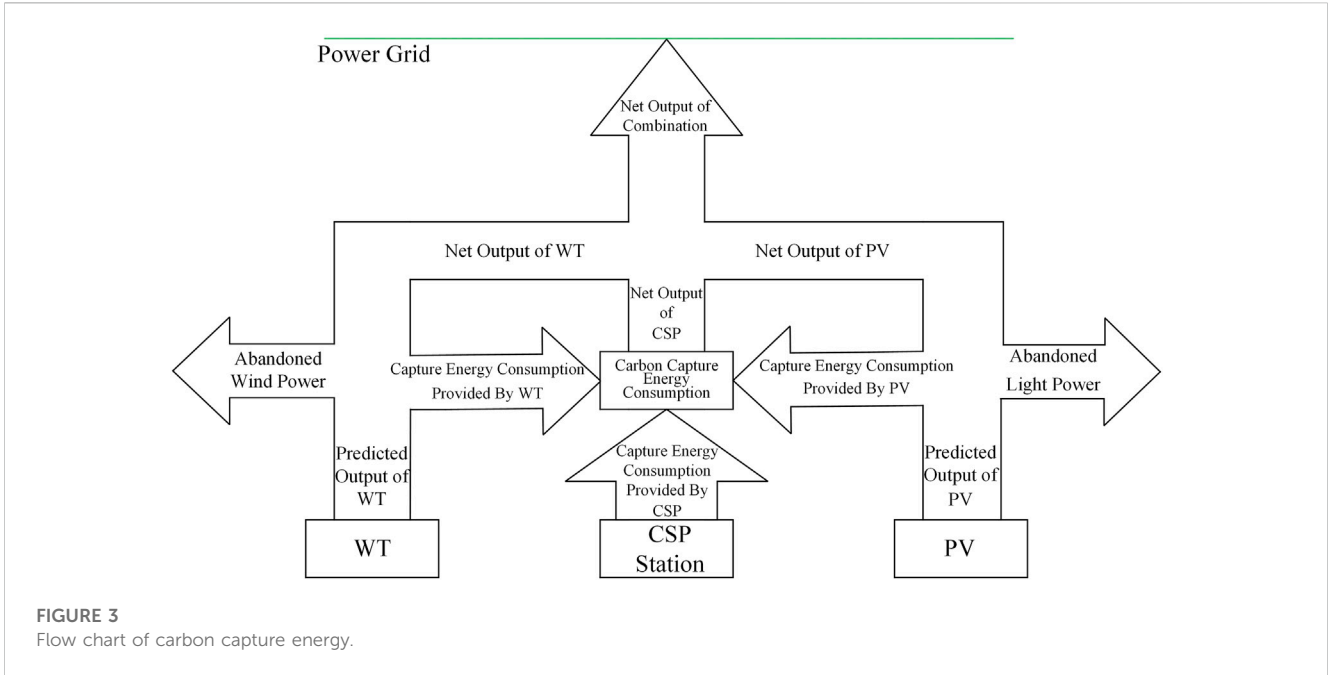 Power Grid
Net Output of
Combination
Net Output of WT
Net Output of PV
Net Output
of
CSP
Abandoned
Wind Power
Capture Energy Consumption
Provided By WT
Carbon Capture
Energy
Consumption
Capture Energy Consumption
Provided By PV
Abandoned
Light Power
Predicted
Output of
WT
Capture Energy
Consumption
Provided By
CSP
Predicted
Output of
PV
WT
CSP
Station
PV
FIGURE 3
Flow chart of carbon capture energy.